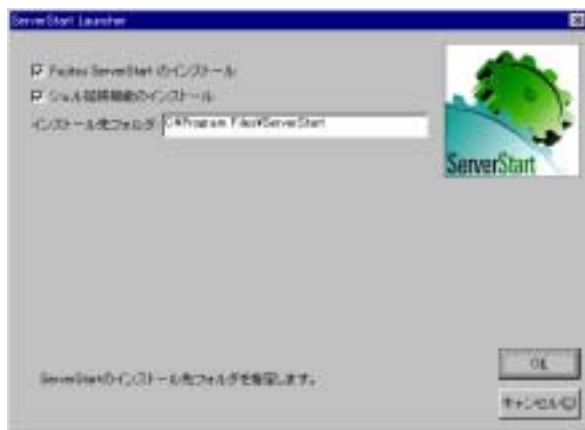 ServerStart Launcher
Fujitsu ServerStart のインストール
シェル拡張機能のインストール
インストール先フォルダ C:¥Program Files¥ServerStart
ServerStart
ServerStartのインストール先フォルダを指定します。
OK
キャンセル(C)